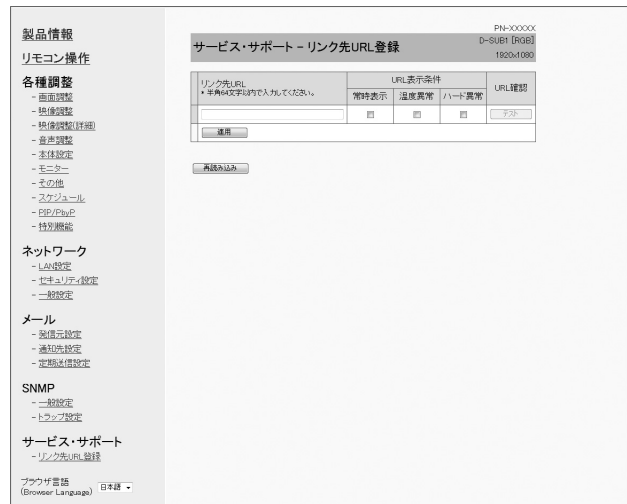 製品情報
リモコン操作
各種調整
- 画面調整
- 映像調整
- 映像調整(詳細)
- 音声調整
- 本体設定
- モニター
- その他
- スケジュール
- PIP/PbyP
- 特別機能
ネットワーク
- LAN設定
- セキュリティ設定
- 一般設定
メール
- 発信元設定
- 通知先設定
- 定期送信設定
SNMP
- 一般設定
- トラップ設定
サービス・サポート
- リンク先URL登録
ブラウザ言語
(Browser Language) 日本語
PN-XXXXX
サービス・サポート - リンク先URL登録
D-SUB1 [RGB]
1920x1080
リンク先URL
* 半角64文字以内で入力してください。
URL表示条件
常時表示 温度異常 ハード異常
URL確認
テスト
適用
再読み込み